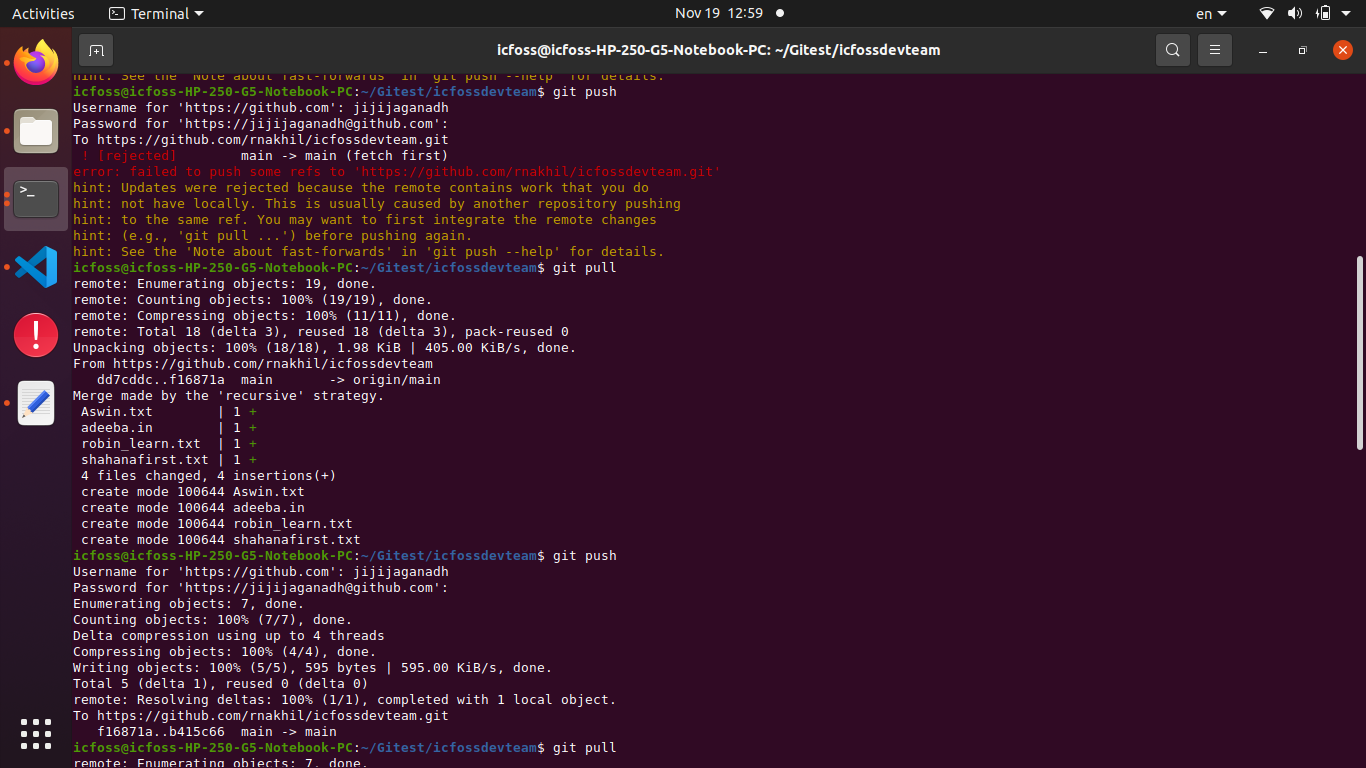 Activities
Terminal
Nov 19 12:59
en
icfoss@icfoss-HP-250-G5-Notebook-PC: ~/Gitest/icfossdevteam
hint: See the 'Note about fast-forwards' in 'git push --help' for details.
icfoss@icfoss-HP-250-G5-Notebook-PC:~/Gitest/icfossdevteam$ git push
Username for 'https://github.com': jijijaganadh
Password for 'https://jijijaganadh@github.com':
To https://github.com/rnakhil/icfossdevteam.git
 ! [rejected]        main -> main (fetch first)
error: failed to push some refs to 'https://github.com/rnakhil/icfossdevteam.git'
hint: Updates were rejected because the remote contains work that you do
hint: not have locally. This is usually caused by another repository pushing
hint: to the same ref. You may want to first integrate the remote changes
hint: (e.g., 'git pull ...') before pushing again.
hint: See the 'Note about fast-forwards' in 'git push --help' for details.
icfoss@icfoss-HP-250-G5-Notebook-PC:~/Gitest/icfossdevteam$ git pull
remote: Enumerating objects: 19, done.
remote: Counting objects: 100% (19/19), done.
remote: Compressing objects: 100% (11/11), done.
remote: Total 18 (delta 3), reused 18 (delta 3), pack-reused 0
Unpacking objects: 100% (18/18), 1.98 KiB | 405.00 KiB/s, done.
From https://github.com/rnakhil/icfossdevteam
   dd7cddc..f16871a  main       -> origin/main
Merge made by the 'recursive' strategy.
 Aswin.txt        | 1 +
 adeeba.in        | 1 +
 robin_learn.txt  | 1 +
 shahanafirst.txt | 1 +
 4 files changed, 4 insertions(+)
 create mode 100644 Aswin.txt
 create mode 100644 adeeba.in
 create mode 100644 robin_learn.txt
 create mode 100644 shahanafirst.txt
icfoss@icfoss-HP-250-G5-Notebook-PC:~/Gitest/icfossdevteam$ git push
Username for 'https://github.com': jijijaganadh
Password for 'https://jijijaganadh@github.com':
Enumerating objects: 7, done.
Counting objects: 100% (7/7), done.
Delta compression using up to 4 threads
Compressing objects: 100% (4/4), done.
Writing objects: 100% (5/5), 595 bytes | 595.00 KiB/s, done.
Total 5 (delta 1), reused 0 (delta 0)
remote: Resolving deltas: 100% (1/1), completed with 1 local object.
To https://github.com/rnakhil/icfossdevteam.git
   f16871a..b415c66  main -> main
icfoss@icfoss-HP-250-G5-Notebook-PC:~/Gitest/icfossdevteam$ git pull
remote: Enumerating objects: 7, done.